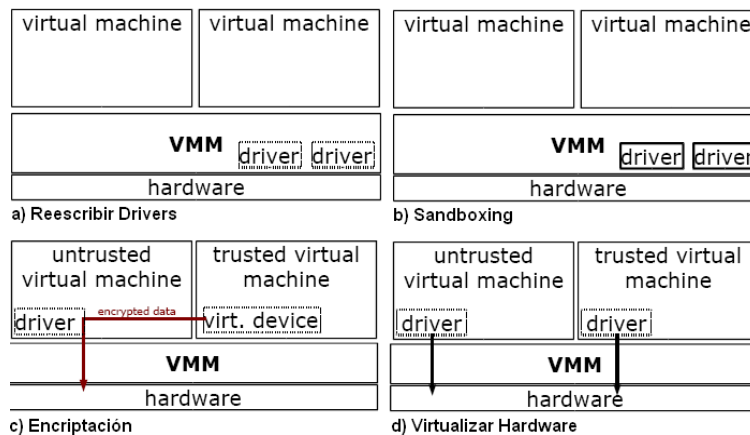 virtual machine
virtual machine
VMM
driver
driver
hardware
a) Reescribir Drivers
virtual machine
virtual machine
VMM
driver
driver
hardware
b) Sandboxing
untrusted
virtual machine
trusted virtual
machine
driver
encrypted data
virt. device
VMM
hardware
c) Encriptación
untrusted
virtual machine
trusted virtual
machine
driver
driver
VMM
hardware
d) Virtualizar Hardware